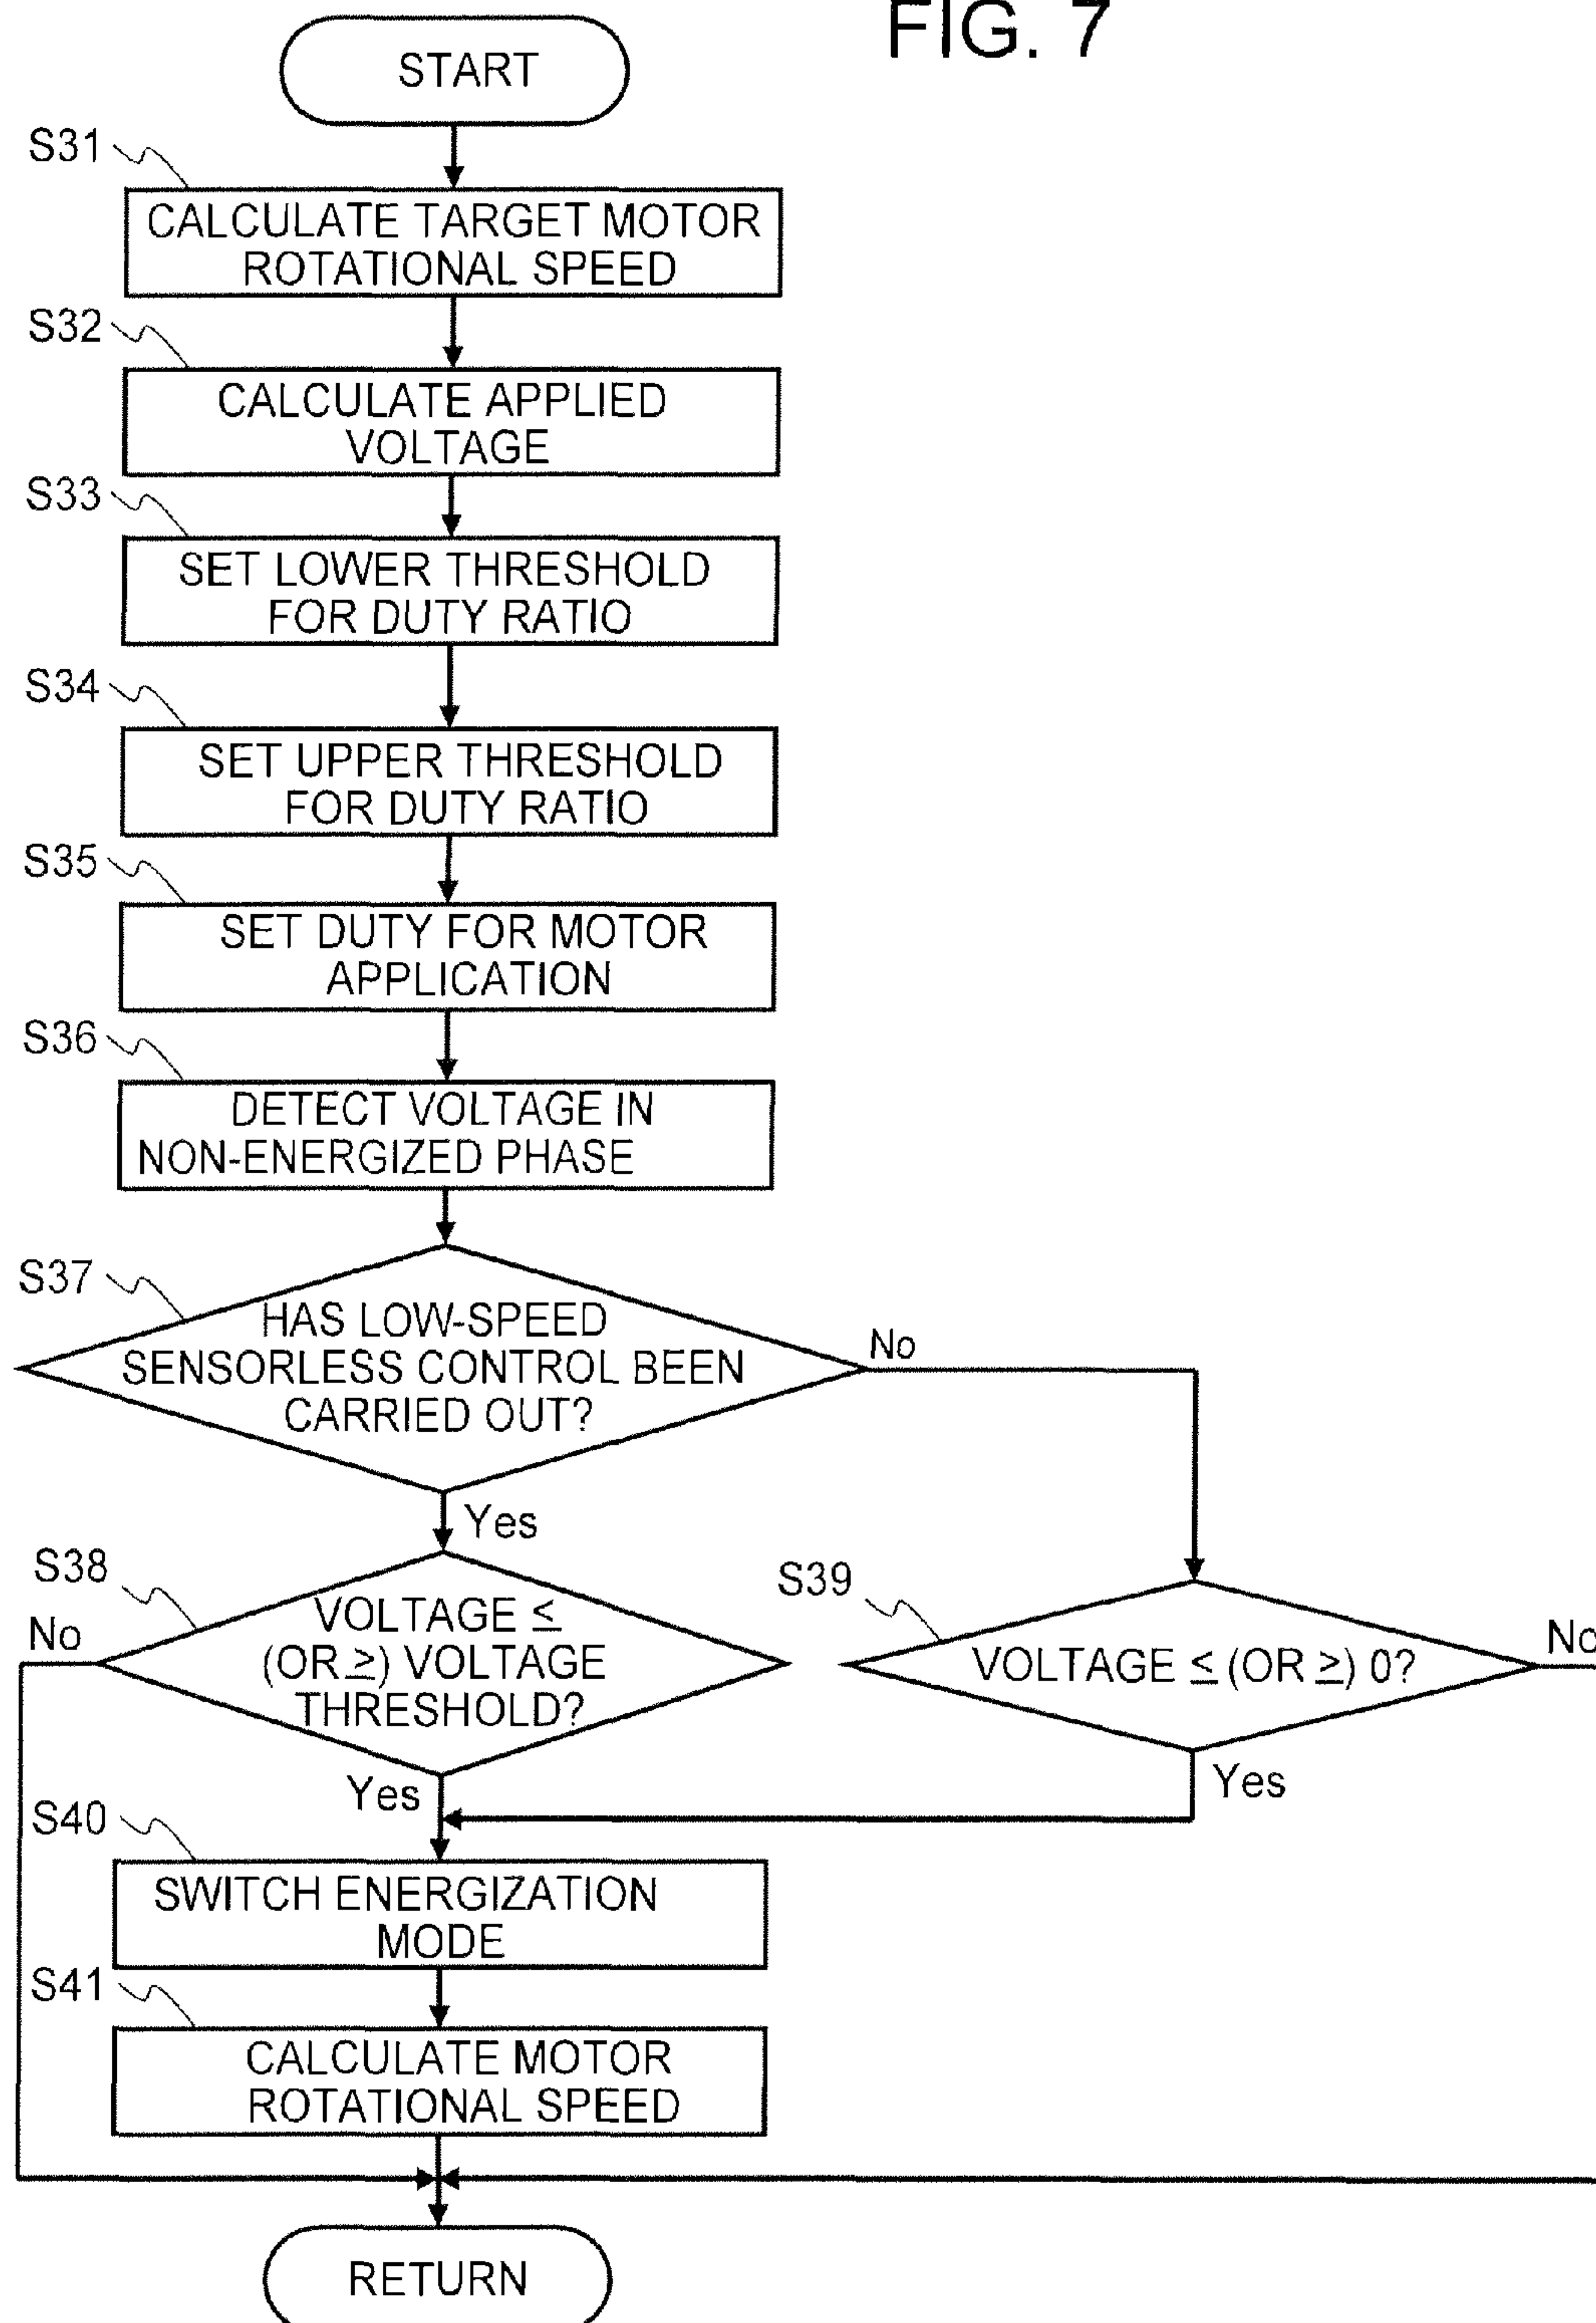 FIG. 7
START
S31
CALCULATE TARGET MOTOR
ROTATIONAL SPEED
S32
CALCULATE APPLIED
VOLTAGE
S33
SET LOWER THRESHOLD
FOR DUTY RATIO
S34
SET UPPER THRESHOLD
FOR DUTY RATIO
S35
SET DUTY FOR MOTOR
APPLICATION
S36
DETECT VOLTAGE IN
NON-ENERGIZED PHASE
S37
HAS LOW-SPEED
SENSORLESS CONTROL BEEN
CARRIED OUT?
No
Yes
S38
VOLTAGE ≤
(OR ≥) VOLTAGE
THRESHOLD?
No
Yes
S39
VOLTAGE ≤ (OR ≥) 0?
No
Yes
S40
SWITCH ENERGIZATION
MODE
S41
CALCULATE MOTOR
ROTATIONAL SPEED
RETURN